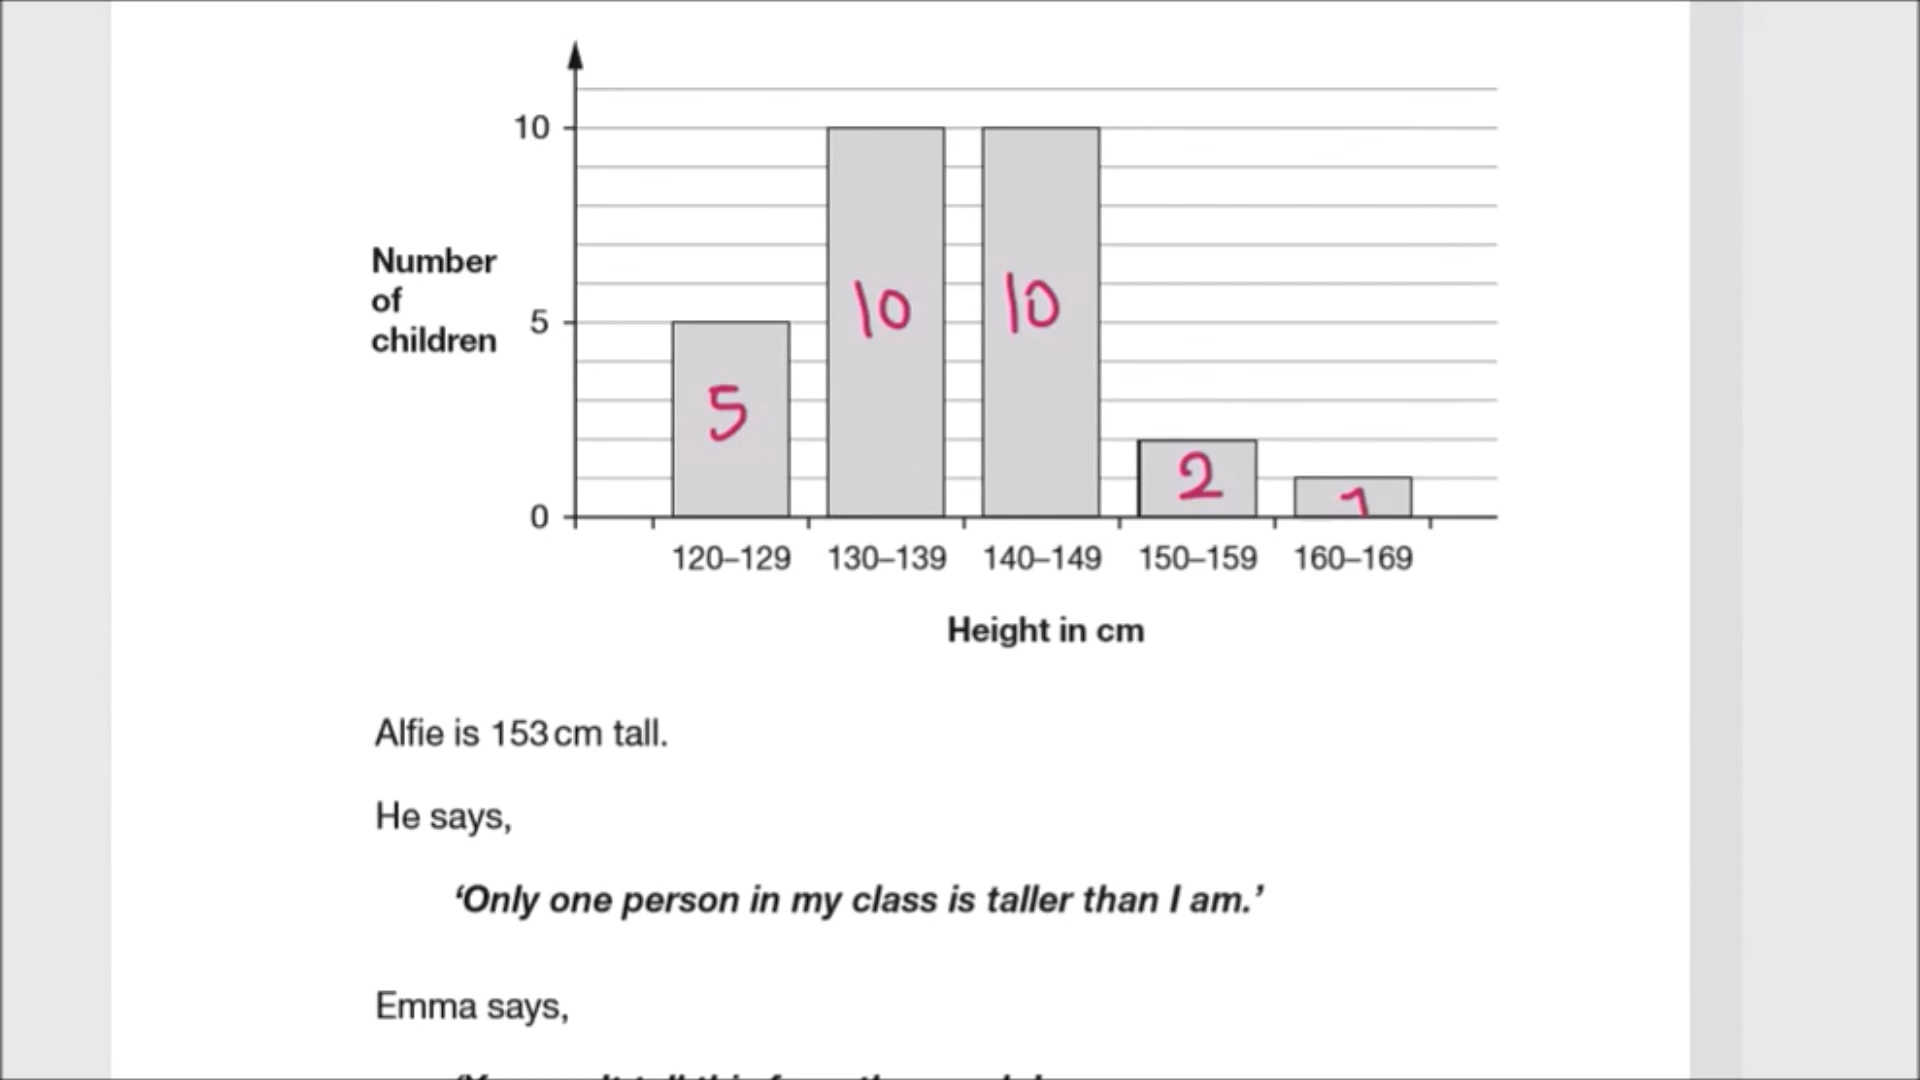 10
Number
of
children
5
0
10
10
5
2
1
120–129 130–139 140–149 150–159 160–169
Height in cm
Alfie is 153 cm tall.
He says,
‘Only one person in my class is taller than I am.’
Emma says,